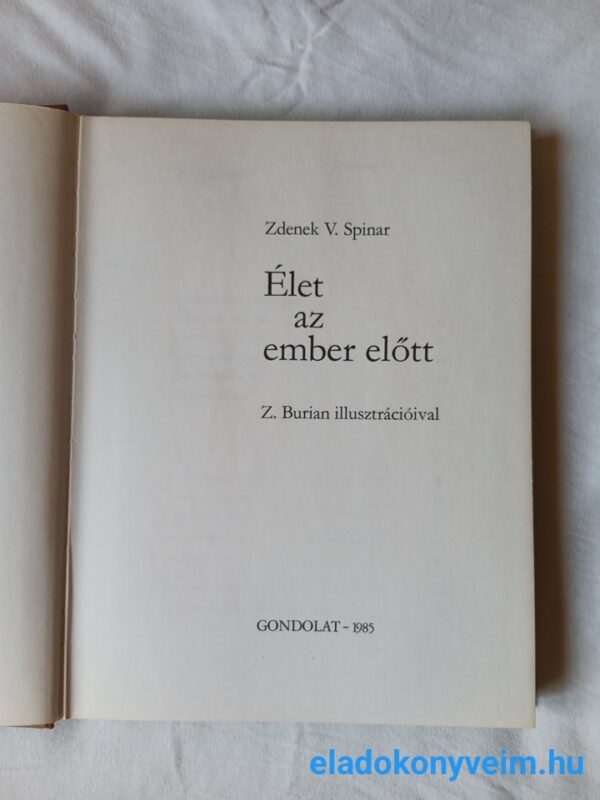 Zdenek V. Spinar
Élet
az
ember előtt
Z. Burian illusztrációival
GONDOLAT – 1985
eladokonyveim.hu